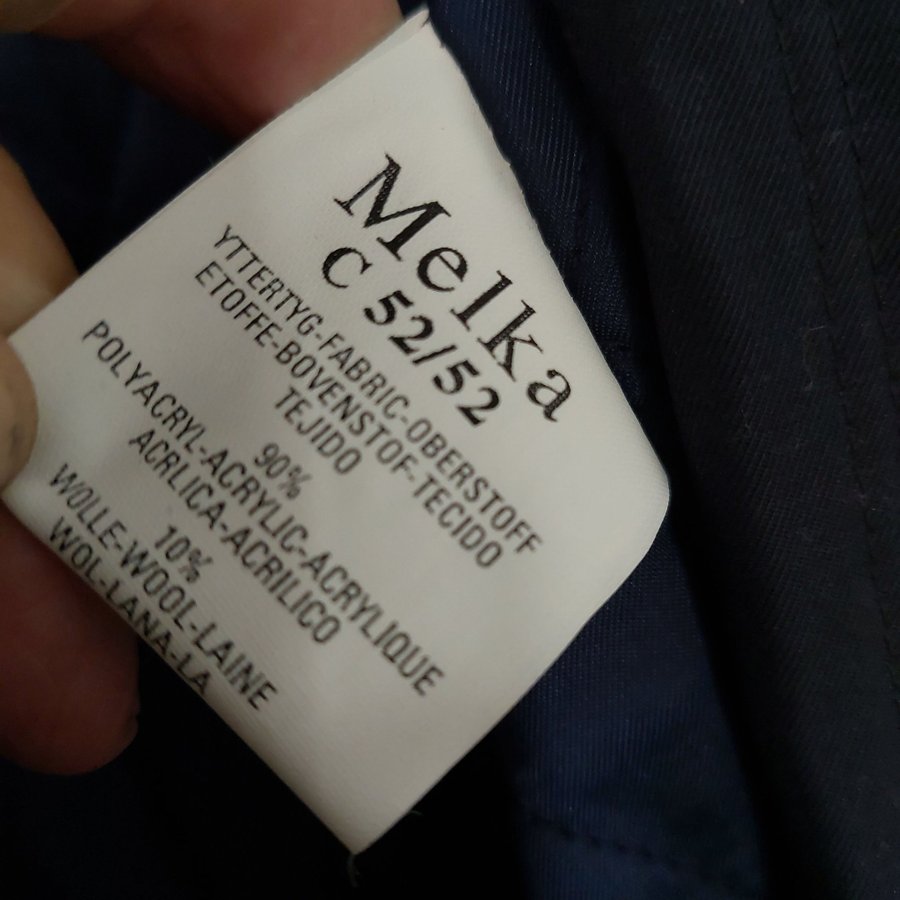 Melka
C 52/52
YTTERTYG-FABRIC-OBERSTOFF
ETOFFE-BOVENSTOF-TECIDO
TEJIDO
90%
POLYACRYL-ACRYLIC-ACRYLIQUE
ACRLICA-ACRIILICO
10%
WOLLE-WOOL-LAINE
WOL-LANA-LA